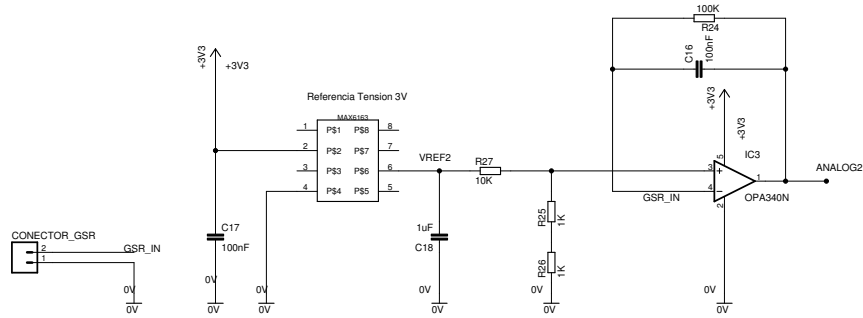 100K
R24
C16
100nF
+3V3
+3V3
Referencia Tension 3V
MAX6163
1 P$1 P$8 8
2 P$2 P$7 7
3 P$3 P$6 6
4 P$4 P$5 5
VREF2
R27
10K
+3V3
+3V3
IC3
5
3
4
1
2
OPA340N
ANALOG2
GSR_IN
R25
1K
R26
1K
C17
100nF
1uF
C18
CONECTOR_GSR
2
1
GSR_IN
0V
0V
0V
0V
0V
0V
0V
0V
0V
0V
0V
0V